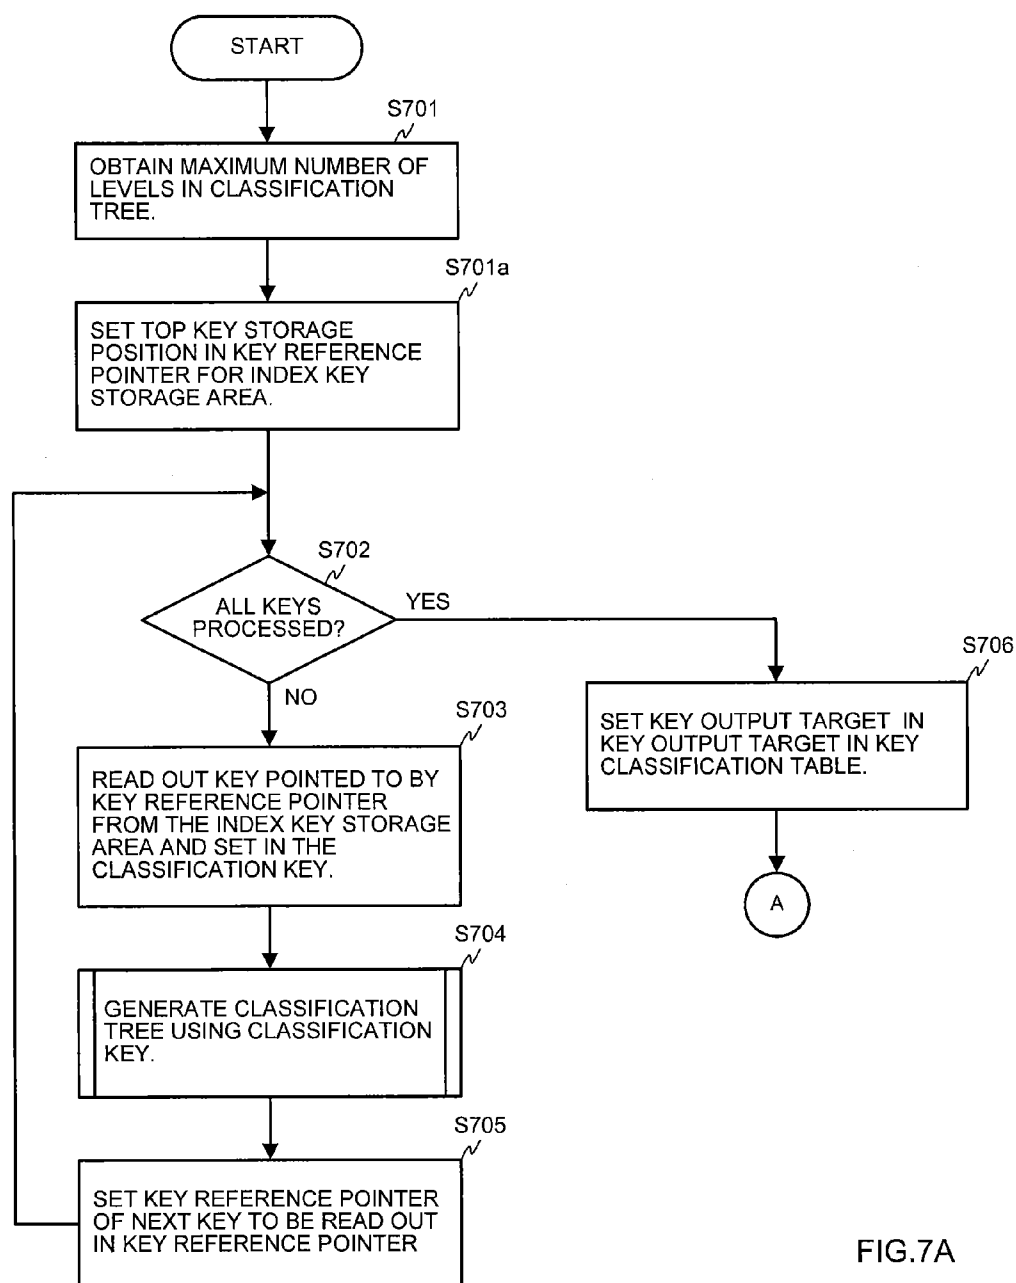 START
S701
OBTAIN MAXIMUM NUMBER OF
LEVELS IN CLASSIFICATION
TREE.
S701a
SET TOP KEY STORAGE
POSITION IN KEY REFERENCE
POINTER FOR INDEX KEY
STORAGE AREA.
S702
ALL KEYS
PROCESSED?
YES
NO
S706
SET KEY OUTPUT TARGET IN
KEY OUTPUT TARGET IN KEY
CLASSIFICATION TABLE.
A
S703
READ OUT KEY POINTED TO BY
KEY REFERENCE POINTER
FROM THE INDEX KEY STORAGE
AREA AND SET IN THE
CLASSIFICATION KEY.
S704
GENERATE CLASSIFICATION
TREE USING CLASSIFICATION
KEY.
S705
SET KEY REFERENCE POINTER
OF NEXT KEY TO BE READ OUT
IN KEY REFERENCE POINTER
FIG.7A